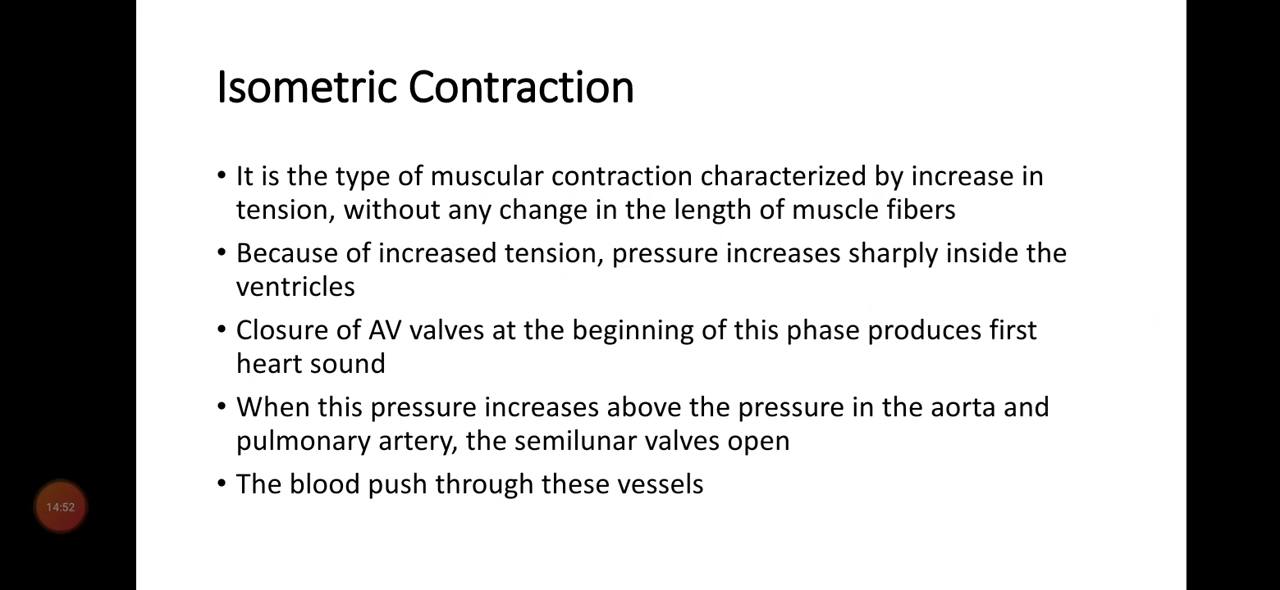 Isometric Contraction
• It is the type of muscular contraction characterized by increase in
tension, without any change in the length of muscle fibers
• Because of increased tension, pressure increases sharply inside the
ventricles
• Closure of AV valves at the beginning of this phase produces first
heart sound
• When this pressure increases above the pressure in the aorta and
pulmonary artery, the semilunar valves open
• The blood push through these vessels
14:52